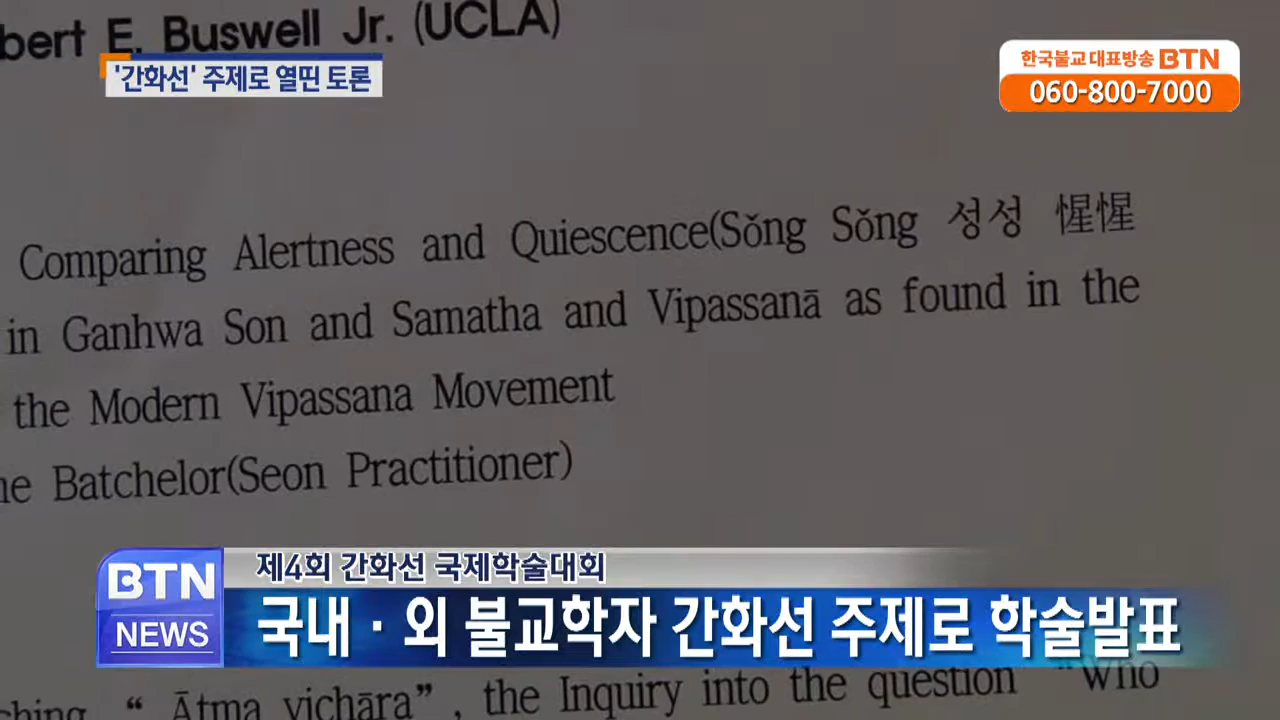 bert E. Buswell Jr. (UCLA)
'간화선' 주제로 열띤 토론
한국불교 대표방송 BTN
060-800-7000
Comparing Alertness and Quiescence(Sǒng Sǒng 성성 惺惺
in Ganhwa Son and Samatha and Vipassanā as found in the
the Modern Vipassana Movement
ne Batchelor(Seon Practitioner)
BTN
NEWS
제4회 간화선 국제학술대회
국내·외 불교학자 간화선 주제로 학술발표
ching, “ Ātma vichāra”, the Inquiry into the question “Who